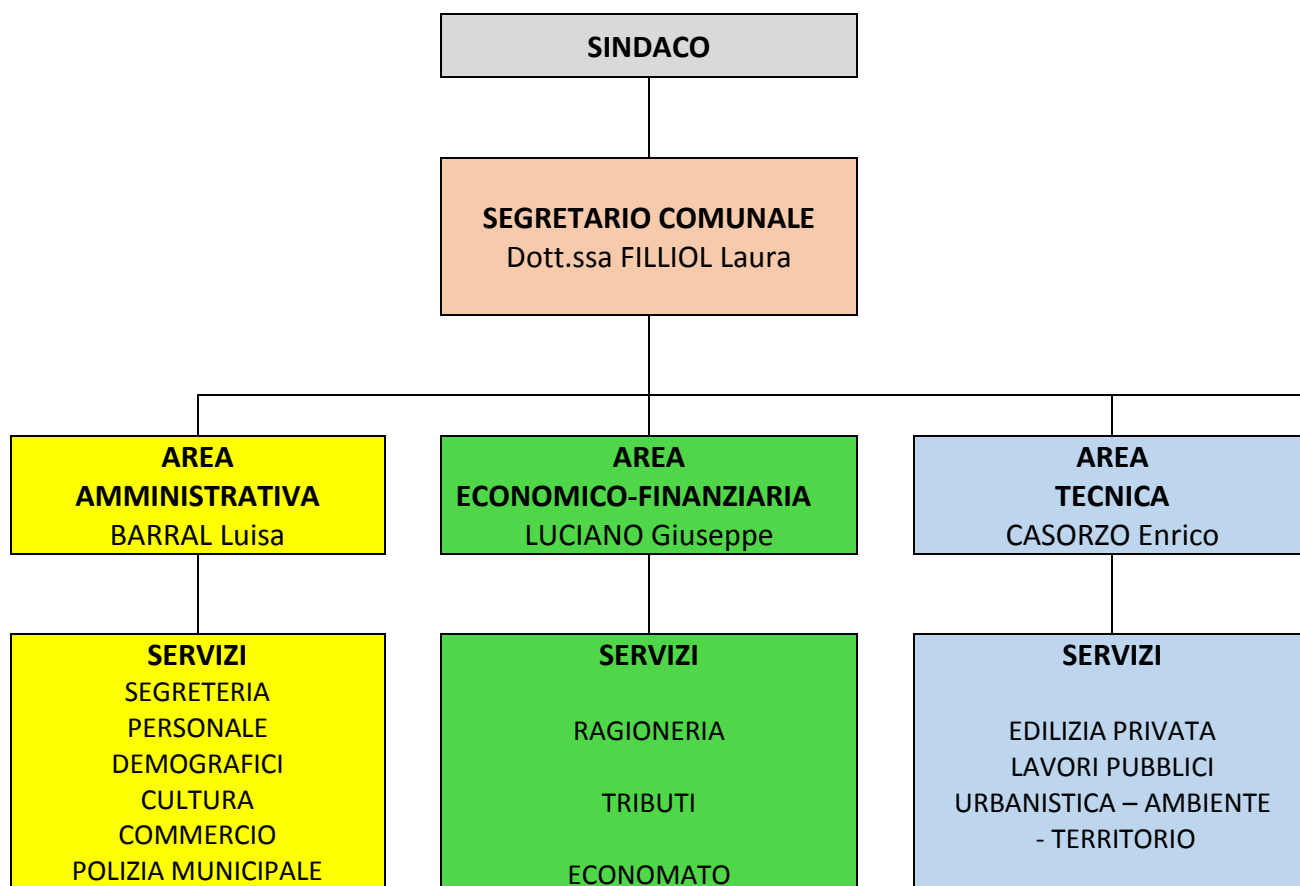 SINDACO
SEGRETARIO COMUNALE
Dott.ssa FILLIOL Laura
AREA
AMMINISTRATIVA
BARRAL Luisa
AREA
ECONOMICO-FINANZIARIA
LUCIANO Giuseppe
AREA
TECNICA
CASORZO Enrico
SERVIZI
SEGRETERIA
PERSONALE
DEMOGRAFICI
CULTURA
COMMERCIO
POLIZIA MUNICIPALE
SERVIZI
RAGIONERIA
TRIBUTI
ECONOMATO
SERVIZI
EDILIZIA PRIVATA
LAVORI PUBBLICI
URBANISTICA – AMBIENTE
- TERRITORIO